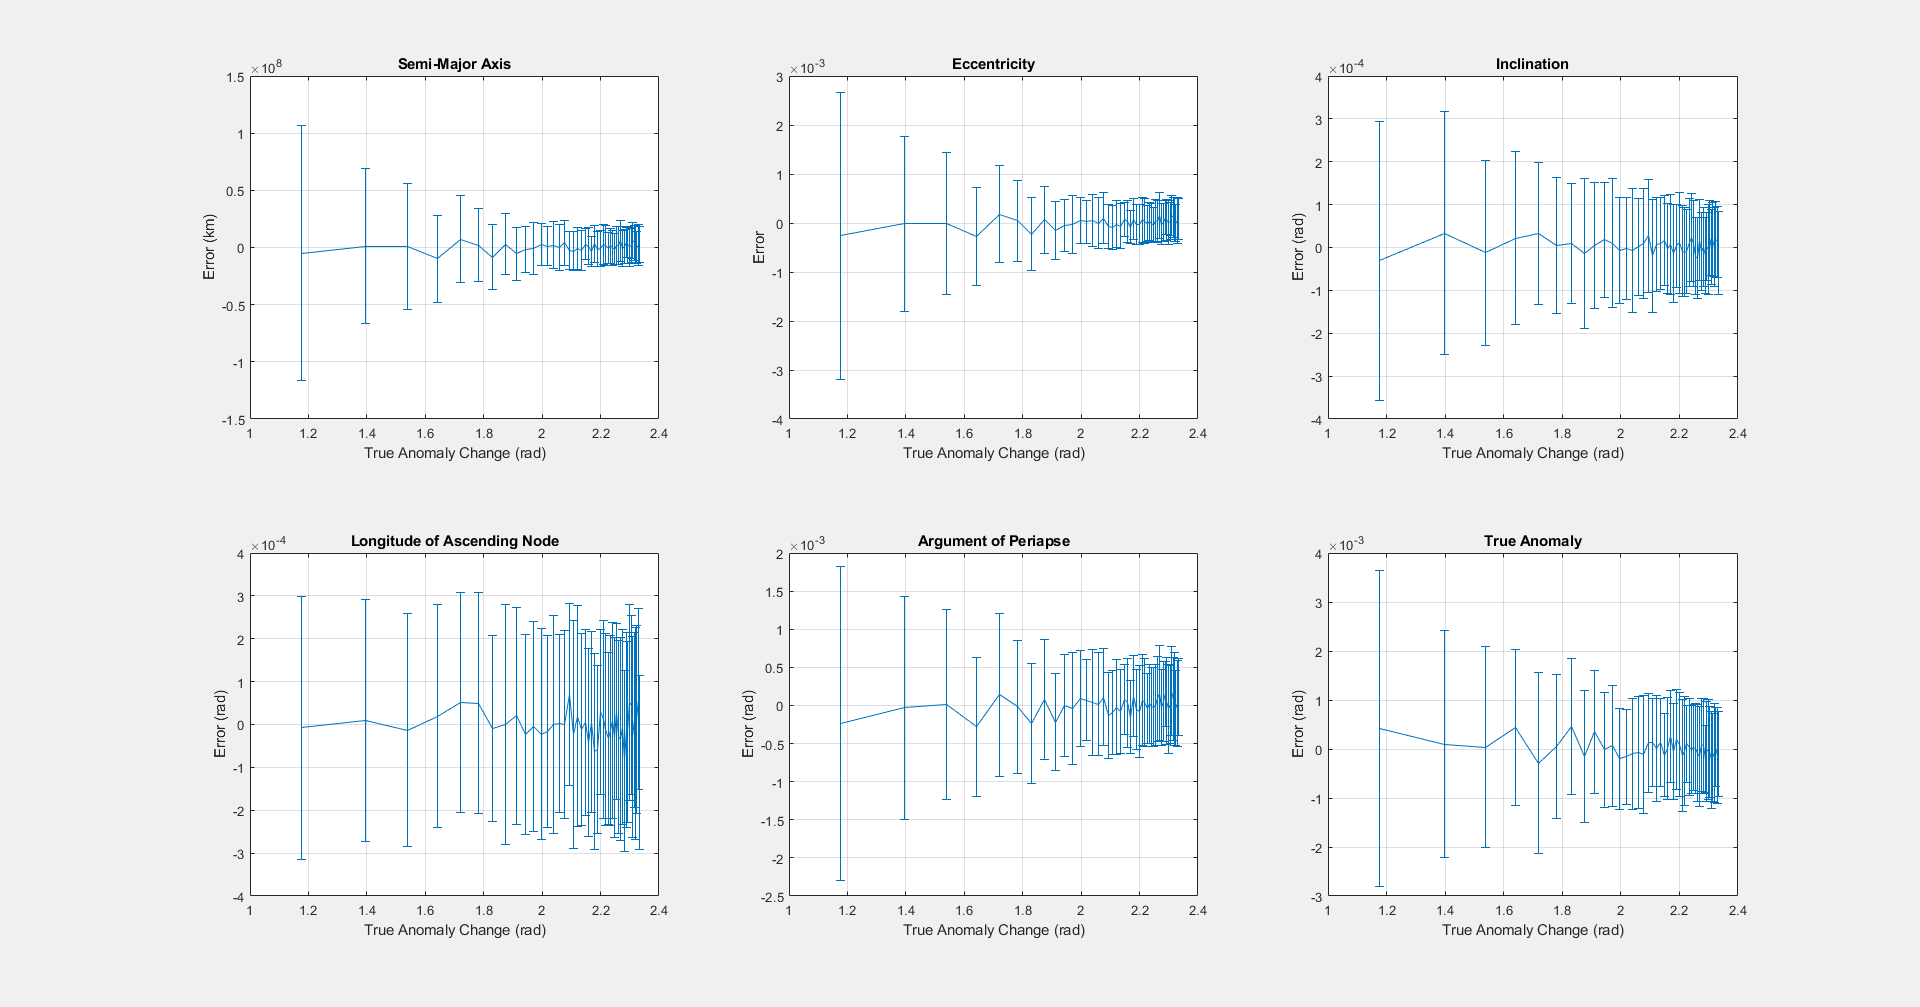 Semi-Major Axis
×10^8
1.5
1
0.5
0
-0.5
-1
-1.5
Error (km)
1 1.2 1.4 1.6 1.8 2 2.2 2.4
True Anomaly Change (rad)
Eccentricity
×10^-3
3
2
1
0
-1
-2
-3
-4
Error
1 1.2 1.4 1.6 1.8 2 2.2 2.4
True Anomaly Change (rad)
Inclination
×10^-4
4
3
2
1
0
-1
-2
-3
-4
Error (rad)
1 1.2 1.4 1.6 1.8 2 2.2 2.4
True Anomaly Change (rad)
Longitude of Ascending Node
×10^-4
4
3
2
1
0
-1
-2
-3
-4
Error (rad)
1 1.2 1.4 1.6 1.8 2 2.2 2.4
True Anomaly Change (rad)
Argument of Periapse
×10^-3
2
1.5
1
0.5
0
-0.5
-1
-1.5
-2
-2.5
Error (rad)
1 1.2 1.4 1.6 1.8 2 2.2 2.4
True Anomaly Change (rad)
True Anomaly
×10^-3
4
3
2
1
0
-1
-2
-3
Error (rad)
1 1.2 1.4 1.6 1.8 2 2.2 2.4
True Anomaly Change (rad)